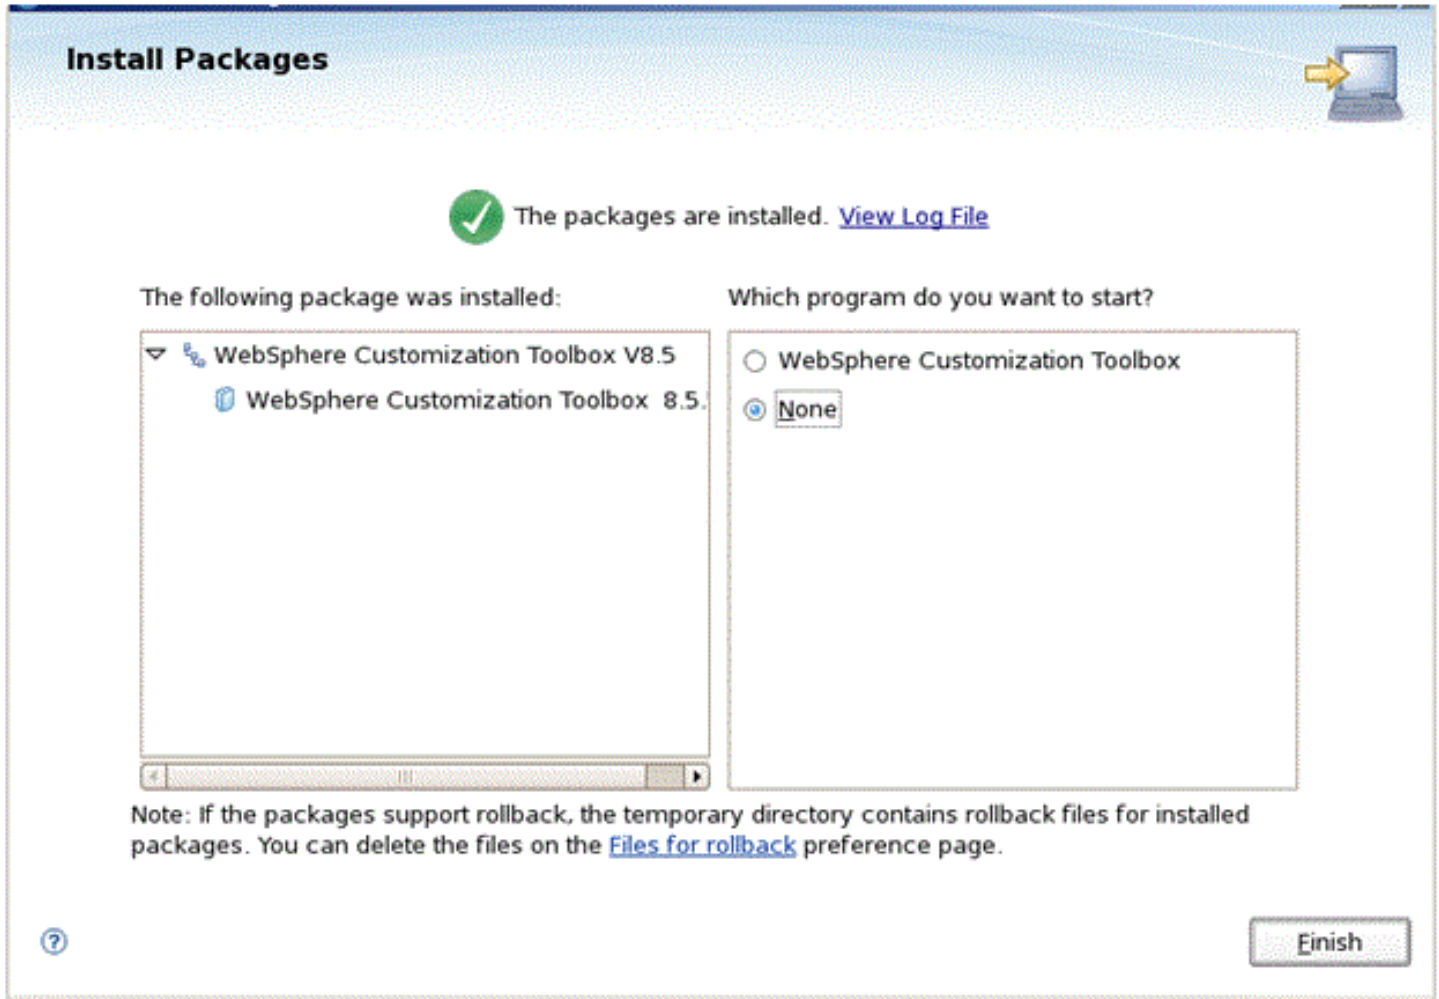 Install Packages
The packages are installed. View Log File
The following package was installed:
WebSphere Customization Toolbox V8.5
WebSphere Customization Toolbox 8.5.
Which program do you want to start?
WebSphere Customization Toolbox
None
Note: If the packages support rollback, the temporary directory contains rollback files for installed
packages. You can delete the files on the Files for rollback preference page.
?
Finish